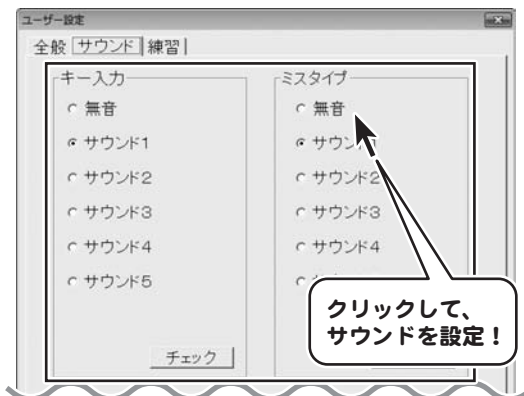 ユーザー設定
全般 サウンド 練習
キー入力
無音
サウンド1
サウンド2
サウンド3
サウンド4
サウンド5
チェック
ミスタイプ
無音
サウンド2
サウンド3
サウンド4
クリックして、
サウンドを設定！